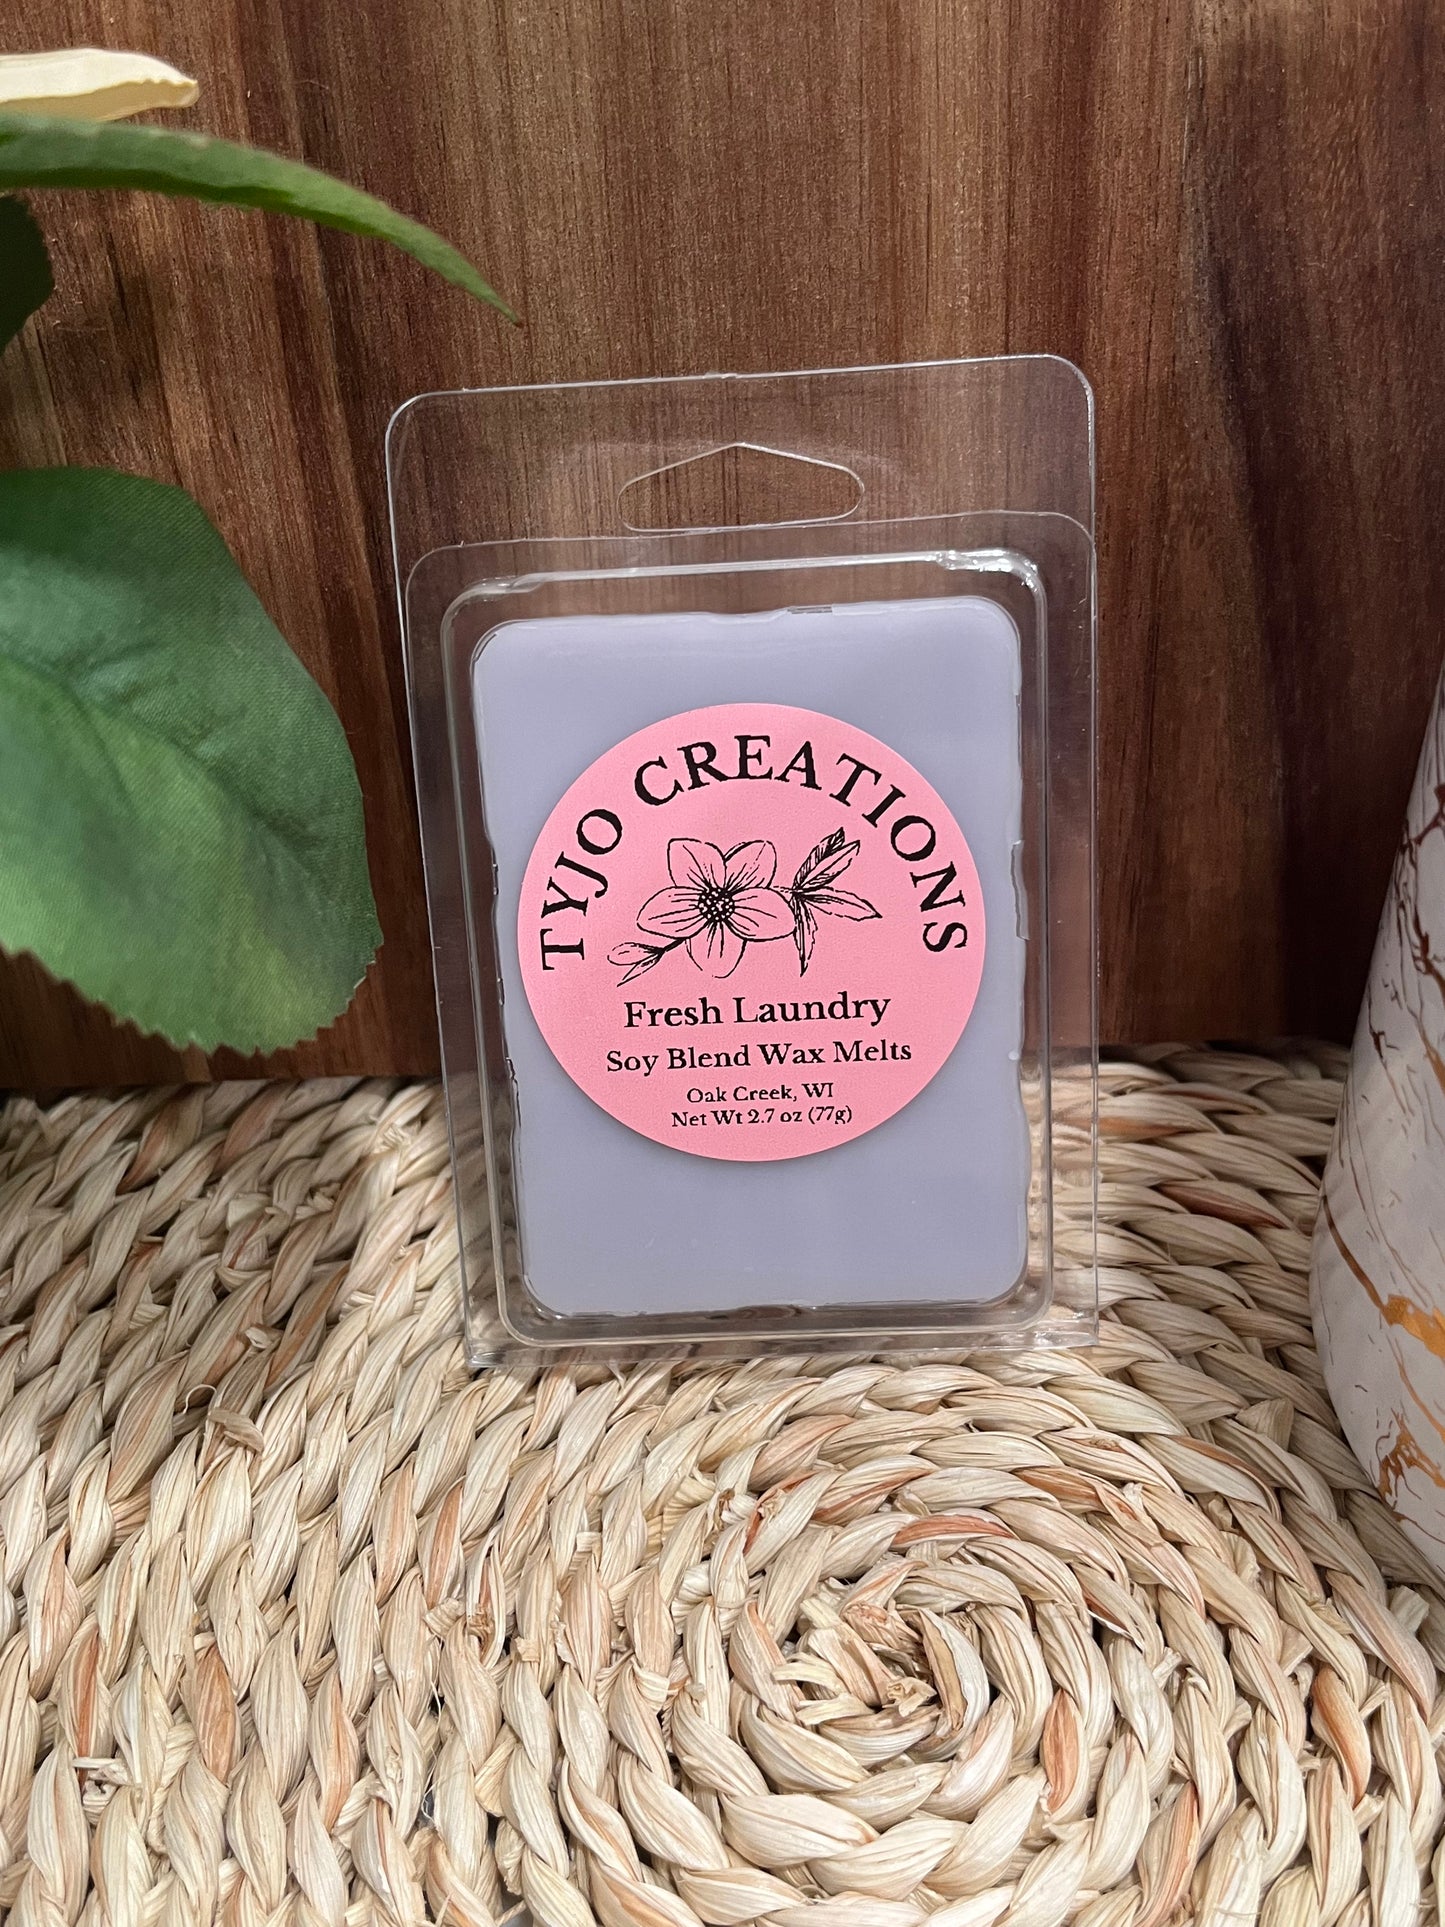 TYJO CREATIONS
Fresh Laundry
Soy Blend Wax Melts
Oak Creek, WI
Net Wt 2.7 oz (77g)